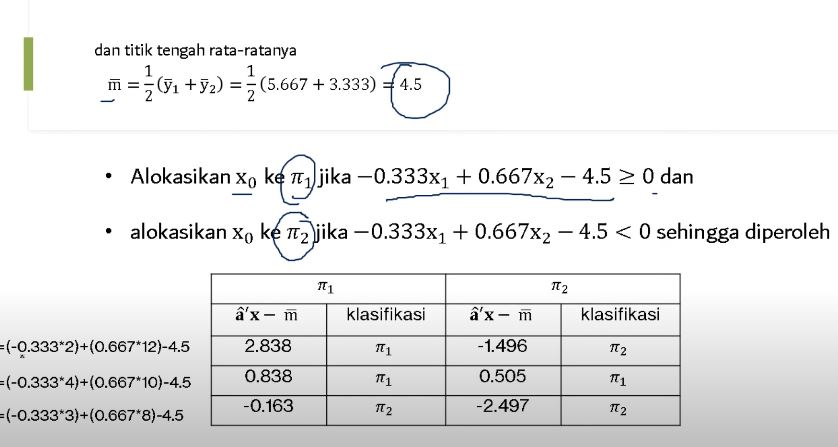 dan titik tengah rata-ratanya
m̅ = 1/2 (y̅₁ + y̅₂) = 1/2 (5.667 + 3.333) = 4.5
• Alokasikan x₀ ke π₁ jika −0.333x₁ + 0.667x₂ − 4.5 ≥ 0 dan
• alokasikan x₀ ke π₂ jika −0.333x₁ + 0.667x₂ − 4.5 < 0 sehingga diperoleh
π₁ π₂
â′x − m̅ klasifikasi â′x − m̅ klasifikasi
=(-0.333*2)+(0.667*12)-4.5 2.838 π₁ -1.496 π₂
=(-0.333*4)+(0.667*10)-4.5 0.838 π₁ 0.505 π₁
=(-0.333*3)+(0.667*8)-4.5 -0.163 π₂ -2.497 π₂